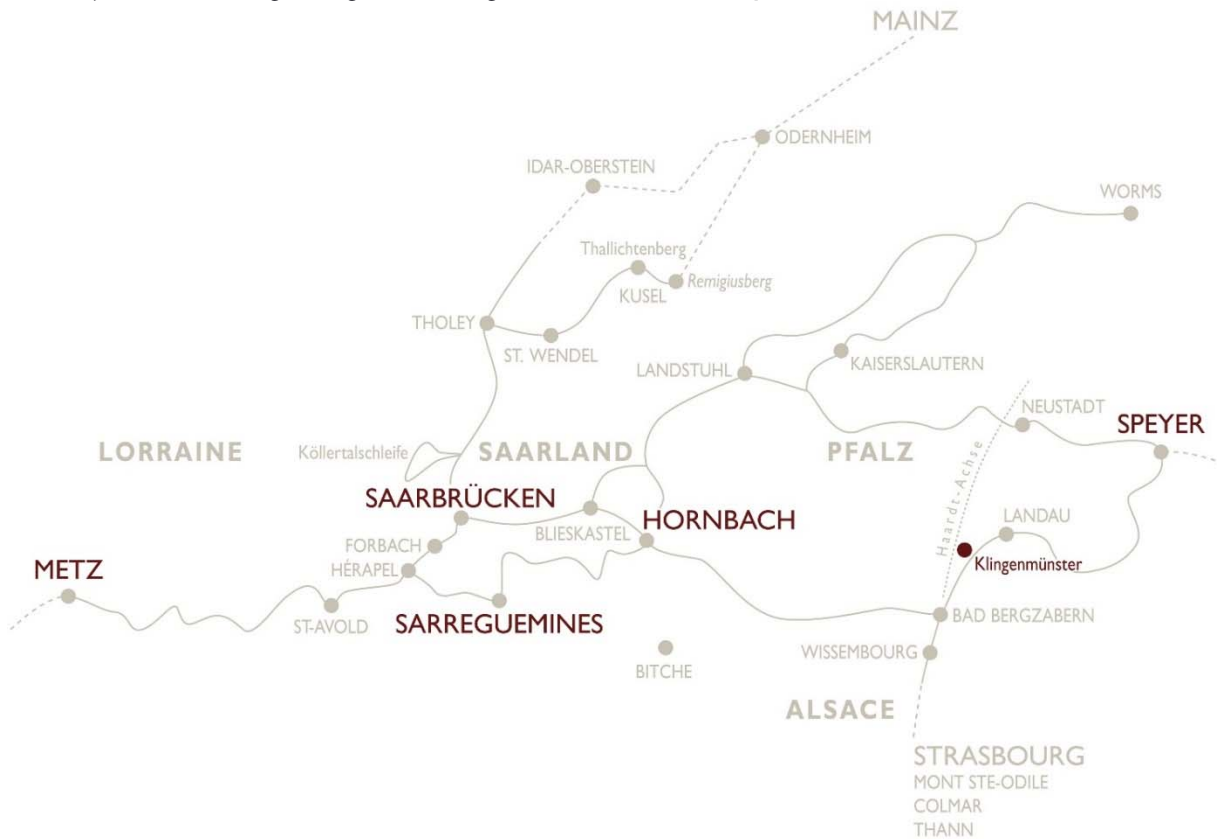 MAINZ
ODERNHEIM
IDAR-OBERSTEIN
WORMS
Thallichtenberg
Remigiusberg
KUSEL
THOLEY
ST. WENDEL
LANDSTUHL
KAISERSLAUTERN
NEUSTADT
SPEYER
LORRAINE
Köllertalschleife
SAARLAND
PFALZ
Haardt-Achse
SAARBRÜCKEN
HORNBACH
LANDAU
BLIESKASTEL
FORBACH
Klingenmünster
METZ
HÉRAPEL
ST-AVOLD
SARREGUEMINES
BAD BERGZABERN
WISSEMBOURG
BITCHE
ALSACE
STRASBOURG
MONT STE-ODILE
COLMAR
THANN